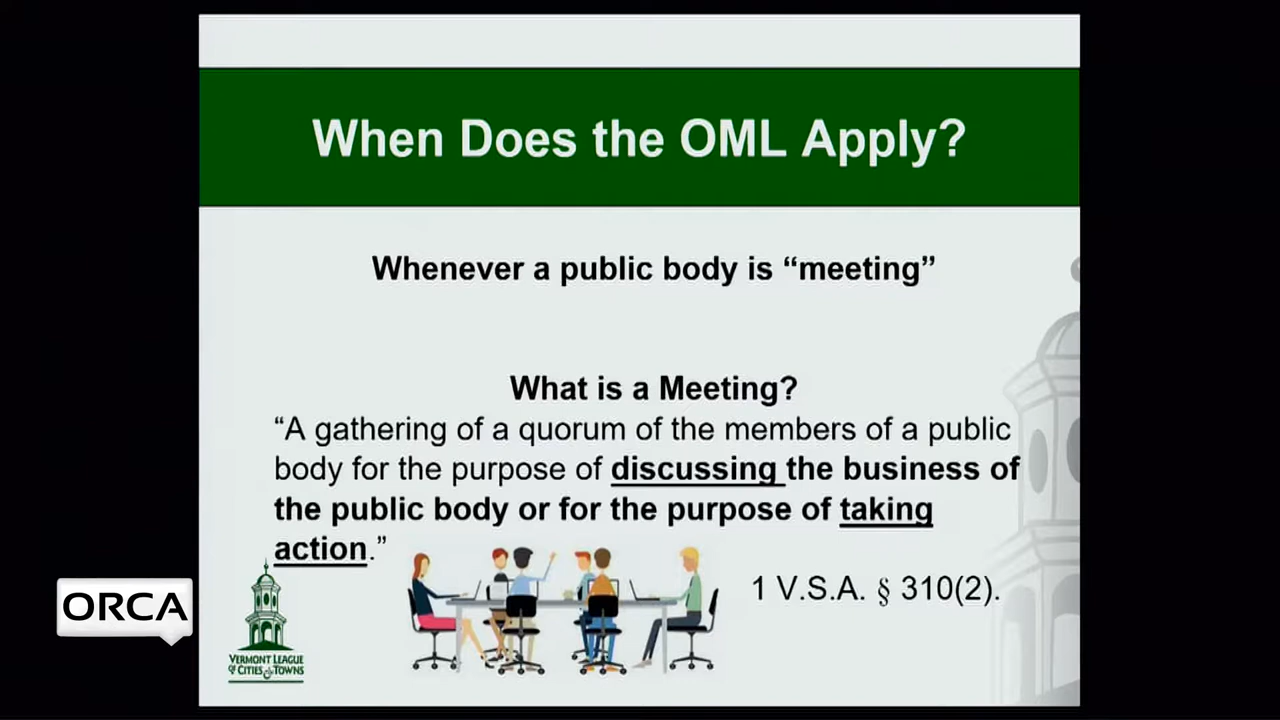 When Does the OML Apply?
Whenever a public body is “meeting”
What is a Meeting?
“A gathering of a quorum of the members of a public
body for the purpose of discussing the business of
the public body or for the purpose of taking
action.”
1 V.S.A. § 310(2).
ORCA
VERMONT LEAGUE
OF CITIES & TOWNS